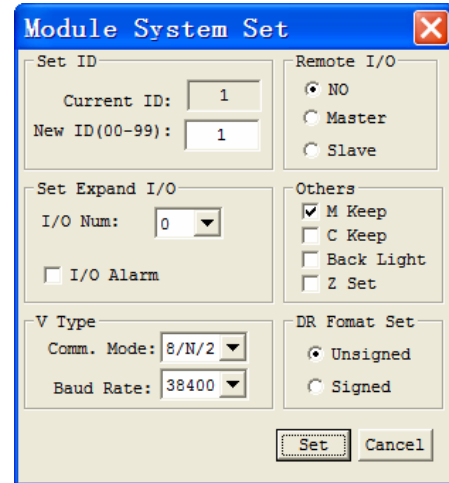 Module System Set
Set ID
Current ID: 1
New ID(00-99): 1
Remote I/O
NO
Master
Slave
Set Expand I/O
I/O Num: 0
I/O Alarm
Others
M Keep
C Keep
Back Light
Z Set
V Type
Comm. Mode: 8/N/2
Baud Rate: 38400
DR Fomat Set
Unsigned
Signed
Set Cancel